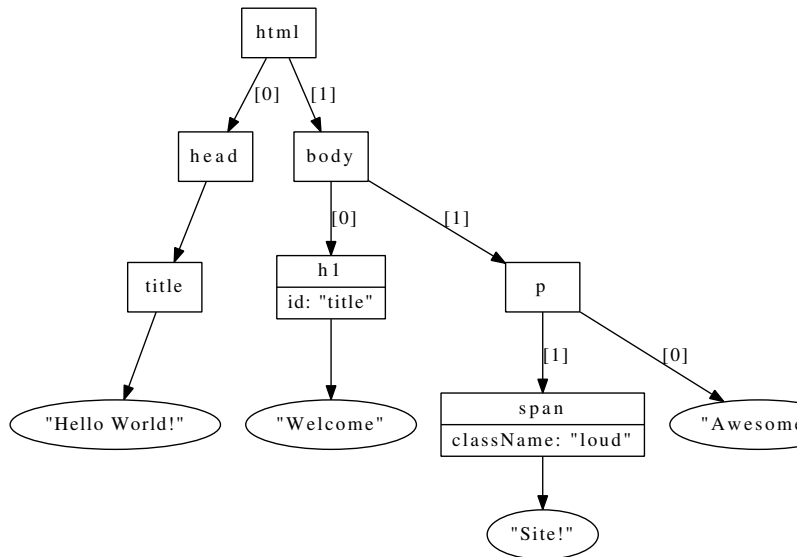 html
[0]
[1]
head
body
[0]
[1]
title
h1
id: "title"
p
[1]
[0]
"Hello World!"
"Welcome"
span
className: "loud"
"Awesome
"Site!"